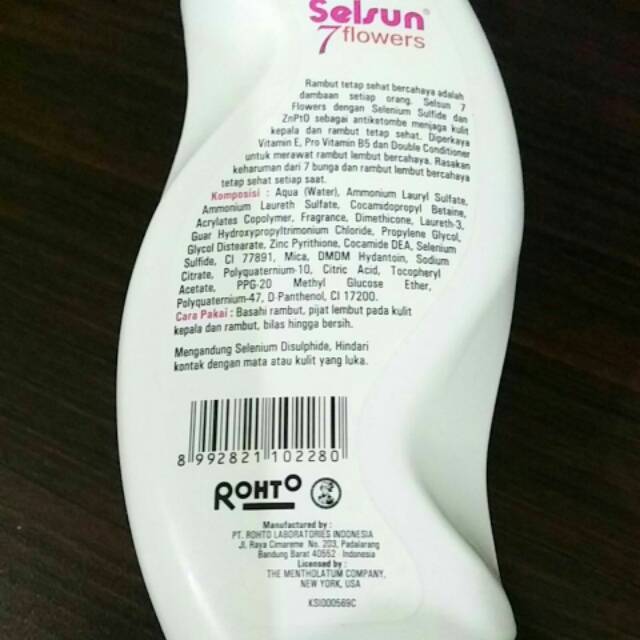 Selsun®
7 flowers
Rambut tetap sehat bercahaya adalah
dambaan setiap orang. Selsun 7
Flowers dengan Selenium Sulfide dan
ZnPtO sebagai antiketombe menjaga kulit
kepala dan rambut tetap sehat. Diperkaya
Vitamin E, Pro Vitamin B5 dan Double Conditioner
untuk merawat rambut lembut bercahaya. Rasakan
keharuman dari 7 bunga dan rambut lembut bercahaya
tetap sehat setiap saat.
Komposisi : Aqua (Water), Ammonium Lauryl Sulfate,
Ammonium Laureth Sulfate, Cocamidopropyl Betaine,
Acrylates Copolymer, Fragrance, Dimethicone, Laureth-3,
Guar Hydroxypropyltrimonium Chloride, Propylene Glycol,
Glycol Distearate, Zinc Pyrithione, Cocamide DEA, Selenium
Sulfide, CI 77891, Mica, DMDM Hydantoin, Sodium
Citrate, Polyquaternium-10, Citric Acid, Tocopheryl
Acetate, PPG-20 Methyl Glucose Ether,
Polyquaternium-47, D-Panthenol, CI 17200.
Cara Pakai : Basahi rambut, pijat lembut pada kulit
kepala dan rambut, bilas hingga bersih.
Mengandung Selenium Disulphide, Hindari
kontak dengan mata atau kulit yang luka.
8 992821 102280
ROHTO
Manufactured by :
PT. ROHTO LABORATORIES INDONESIA
Jl. Raya Cimareme No. 203, Padalarang
Bandung Barat 40552 Indonesia
Licensed by :
THE MENTHOLATUM COMPANY,
NEW YORK, USA
KSI000569C